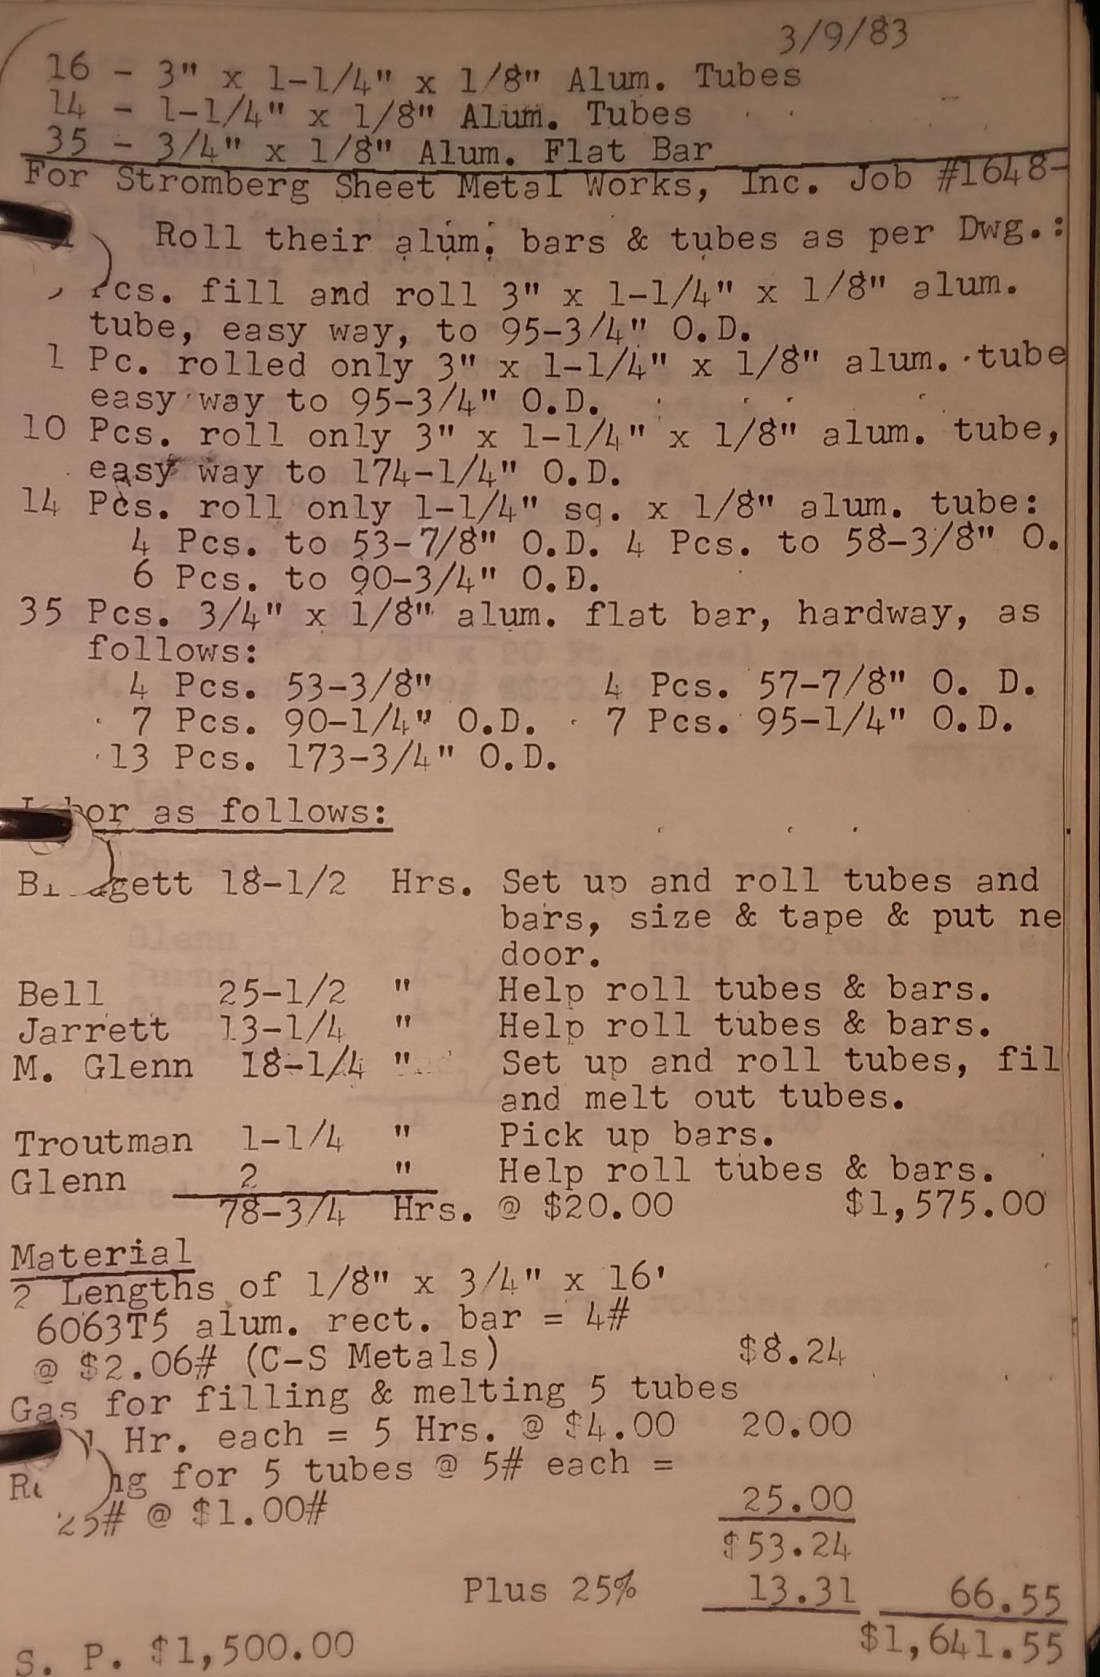 3/9/83
16 - 3" x 1-1/4" x 1/8" Alum. Tubes
14 - 1-1/4" x 1/8" Alum. Tubes
35 - 3/4" x 1/8" Alum. Flat Bar
For Stromberg Sheet Metal Works, Inc. Job #1648-
Roll their alum. bars & tubes as per Dwg.:
Pcs. fill and roll 3" x 1-1/4" x 1/8" alum.
tube, easy way, to 95-3/4" O.D.
1 Pc. rolled only 3" x 1-1/4" x 1/8" alum. tube
easy way to 95-3/4" O.D.
10 Pcs. roll only 3" x 1-1/4" x 1/8" alum. tube,
easy way to 174-1/4" O.D.
14 Pcs. roll only 1-1/4" sq. x 1/8" alum. tube:
4 Pcs. to 53-7/8" O.D. 4 Pcs. to 58-3/8" O.
6 Pcs. to 90-3/4" O.D.
35 Pcs. 3/4" x 1/8" alum. flat bar, hardway, as
follows:
4 Pcs. 53-3/8" 4 Pcs. 57-7/8" O. D.
7 Pcs. 90-1/4" O.D. 7 Pcs. 95-1/4" O.D.
13 Pcs. 173-3/4" O.D.
Labor as follows:
18-1/2 Hrs. Set up and roll tubes and
bars, size & tape & put ne
door.
Bell 25-1/2 " Help roll tubes & bars.
Jarrett 13-1/4 " Help roll tubes & bars.
M. Glenn 18-1/4 " Set up and roll tubes, fil
and melt out tubes.
Troutman 1-1/4 " Pick up bars.
Glenn 2 " Help roll tubes & bars.
78-3/4 Hrs. @ $20.00 $1,575.00
Material
2 Lengths of 1/8" x 3/4" x 16'
6063T5 alum. rect. bar = 4#
@ $2.06# (C-S Metals) $8.24
Gas for filling & melting 5 tubes
Hr. each = 5 Hrs. @ $4.00 20.00
for 5 tubes @ 5# each =
25# @ $1.00# 25.00
$53.24
Plus 25% 13.31 66.55
$1,641.55
S. P. $1,500.00